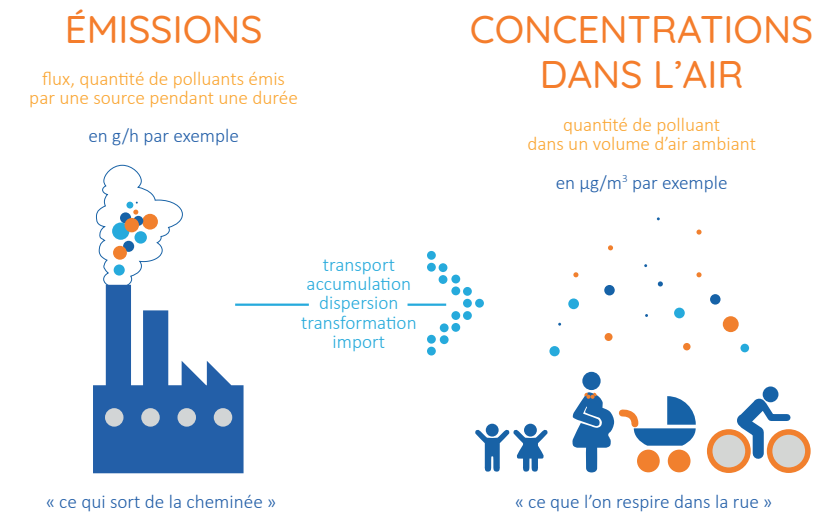 ÉMISSIONS
flux, quantité de polluants émis
par une source pendant une durée
en g/h par exemple
transport
accumulation
dispersion
transformation
import
« ce qui sort de la cheminée »
CONCENTRATIONS
DANS L’AIR
quantité de polluant
dans un volume d’air ambiant
en µg/m³ par exemple
« ce que l’on respire dans la rue »